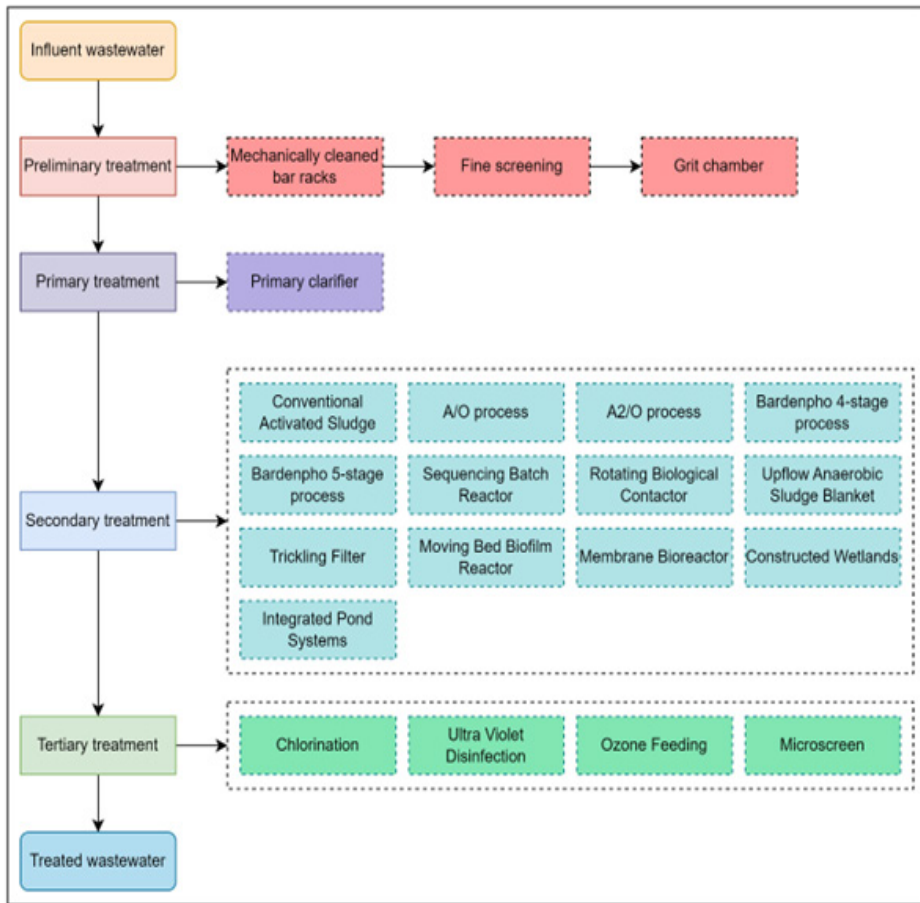 Influent wastewater
Preliminary treatment
Mechanically cleaned
bar racks
Fine screening
Grit chamber
Primary treatment
Primary clarifier
Secondary treatment
Conventional
Activated Sludge
A/O process
A2/O process
Bardenpho 4-stage
process
Bardenpho 5-stage
process
Sequencing Batch
Reactor
Rotating Biological
Contactor
Upflow Anaerobic
Sludge Blanket
Trickling Filter
Moving Bed Biofilm
Reactor
Membrane Bioreactor
Constructed Wetlands
Integrated Pond
Systems
Tertiary treatment
Chlorination
Ultra Violet
Disinfection
Ozone Feeding
Microscreen
Treated wastewater